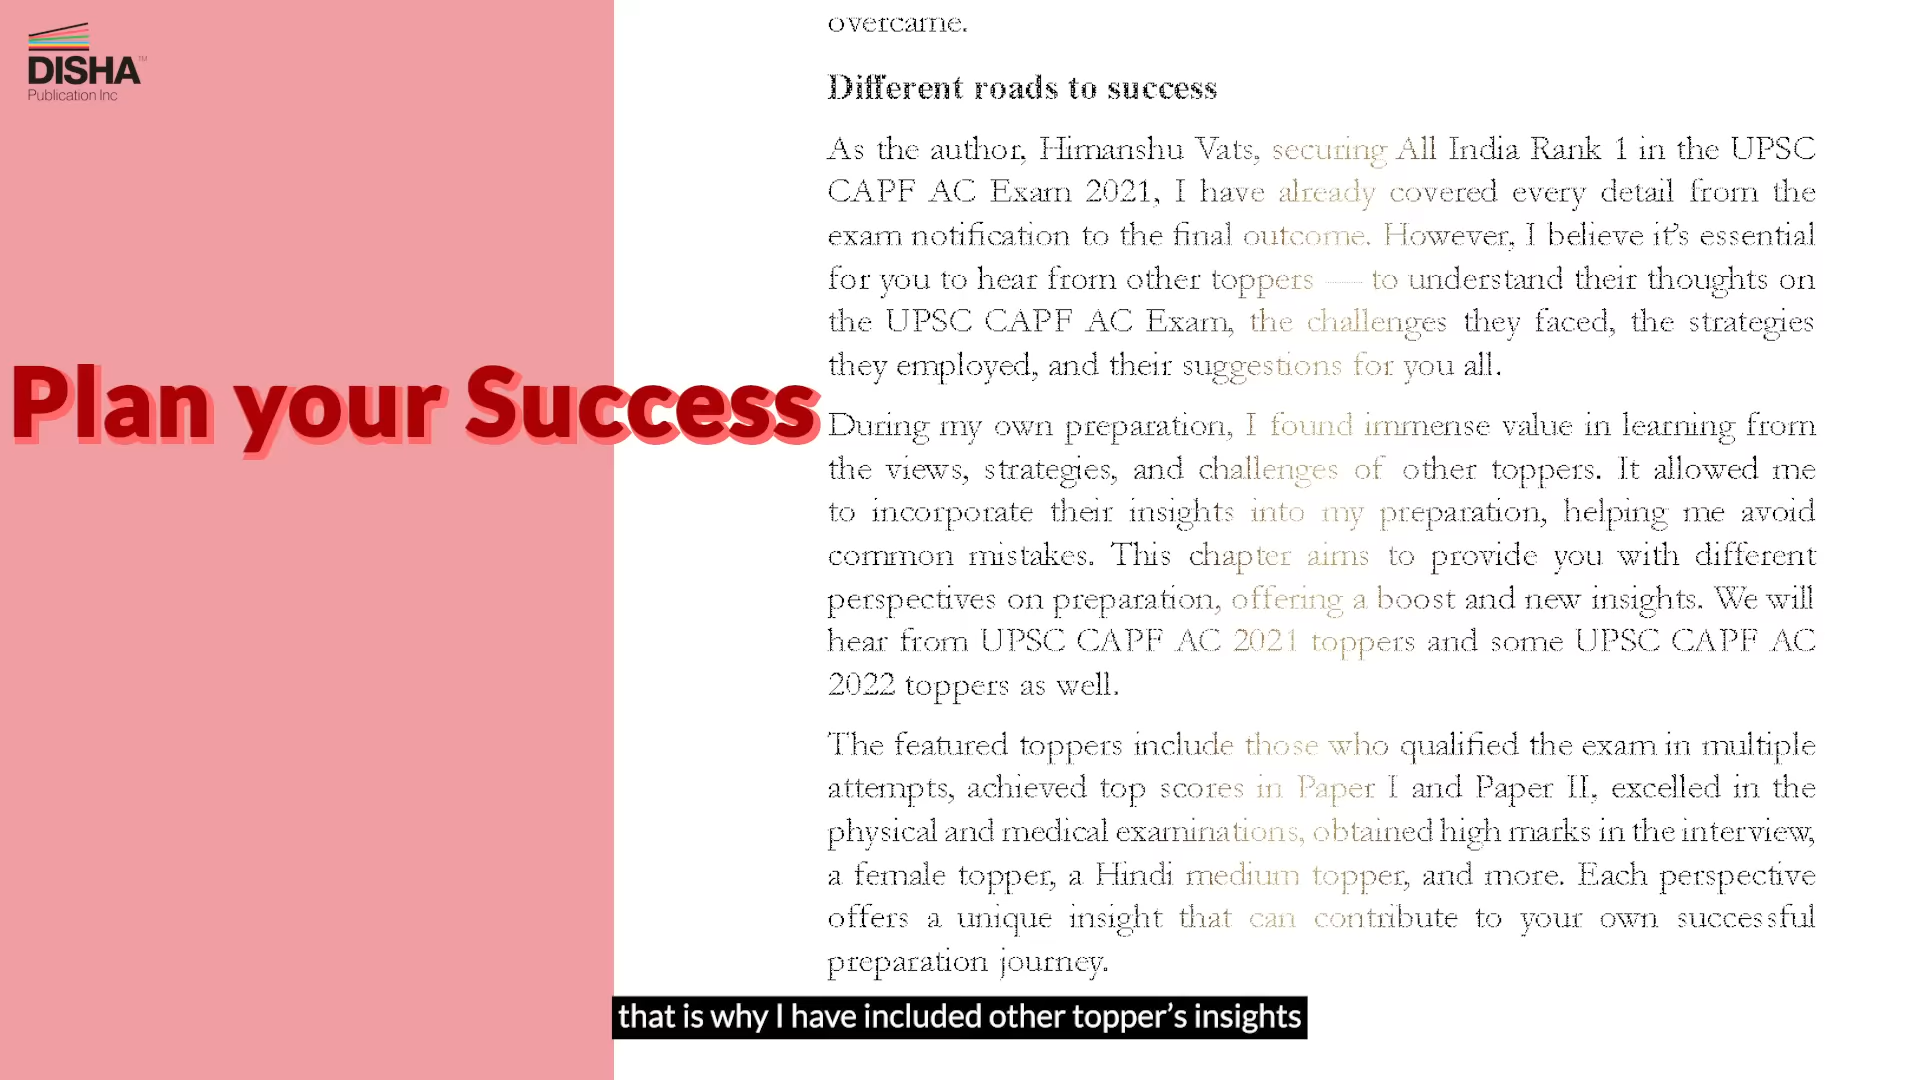 DISHA TM
Publication Inc
Plan your Success
overcame.
Different roads to success
As the author, Himanshu Vats, securing All India Rank 1 in the UPSC
CAPF AC Exam 2021, I have already covered every detail from the
exam notification to the final outcome. However, I believe it's essential
for you to hear from other toppers — to understand their thoughts on
the UPSC CAPF AC Exam, the challenges they faced, the strategies
they employed, and their suggestions for you all.
During my own preparation, I found immense value in learning from
the views, strategies, and challenges of other toppers. It allowed me
to incorporate their insights into my preparation, helping me avoid
common mistakes. This chapter aims to provide you with different
perspectives on preparation, offering a boost and new insights. We will
hear from UPSC CAPF AC 2021 toppers and some UPSC CAPF AC
2022 toppers as well.
The featured toppers include those who qualified the exam in multiple
attempts, achieved top scores in Paper I and Paper II, excelled in the
physical and medical examinations, obtained high marks in the interview,
a female topper, a Hindi medium topper, and more. Each perspective
offers a unique insight that can contribute to your own successful
preparation journey.
that is why I have included other topper's insights